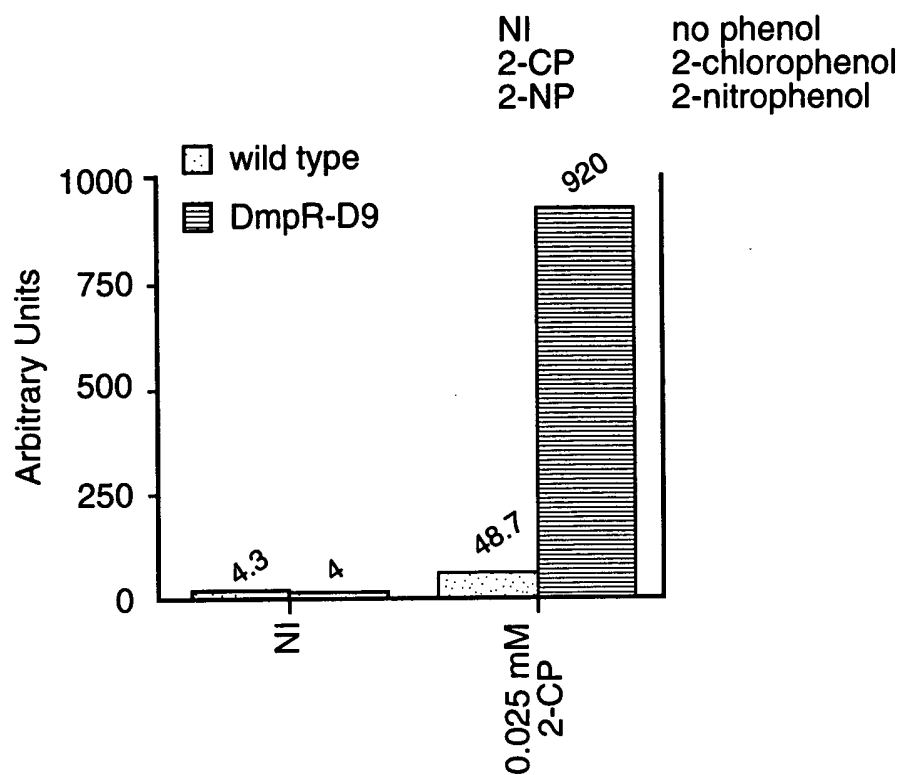 NI no phenol
2-CP 2-chlorophenol
2-NP 2-nitrophenol
wild type
DmpR-D9
Arbitrary Units
1000
750
500
250
0
4.3
4
48.7
920
NI
0.025 mM
2-CP